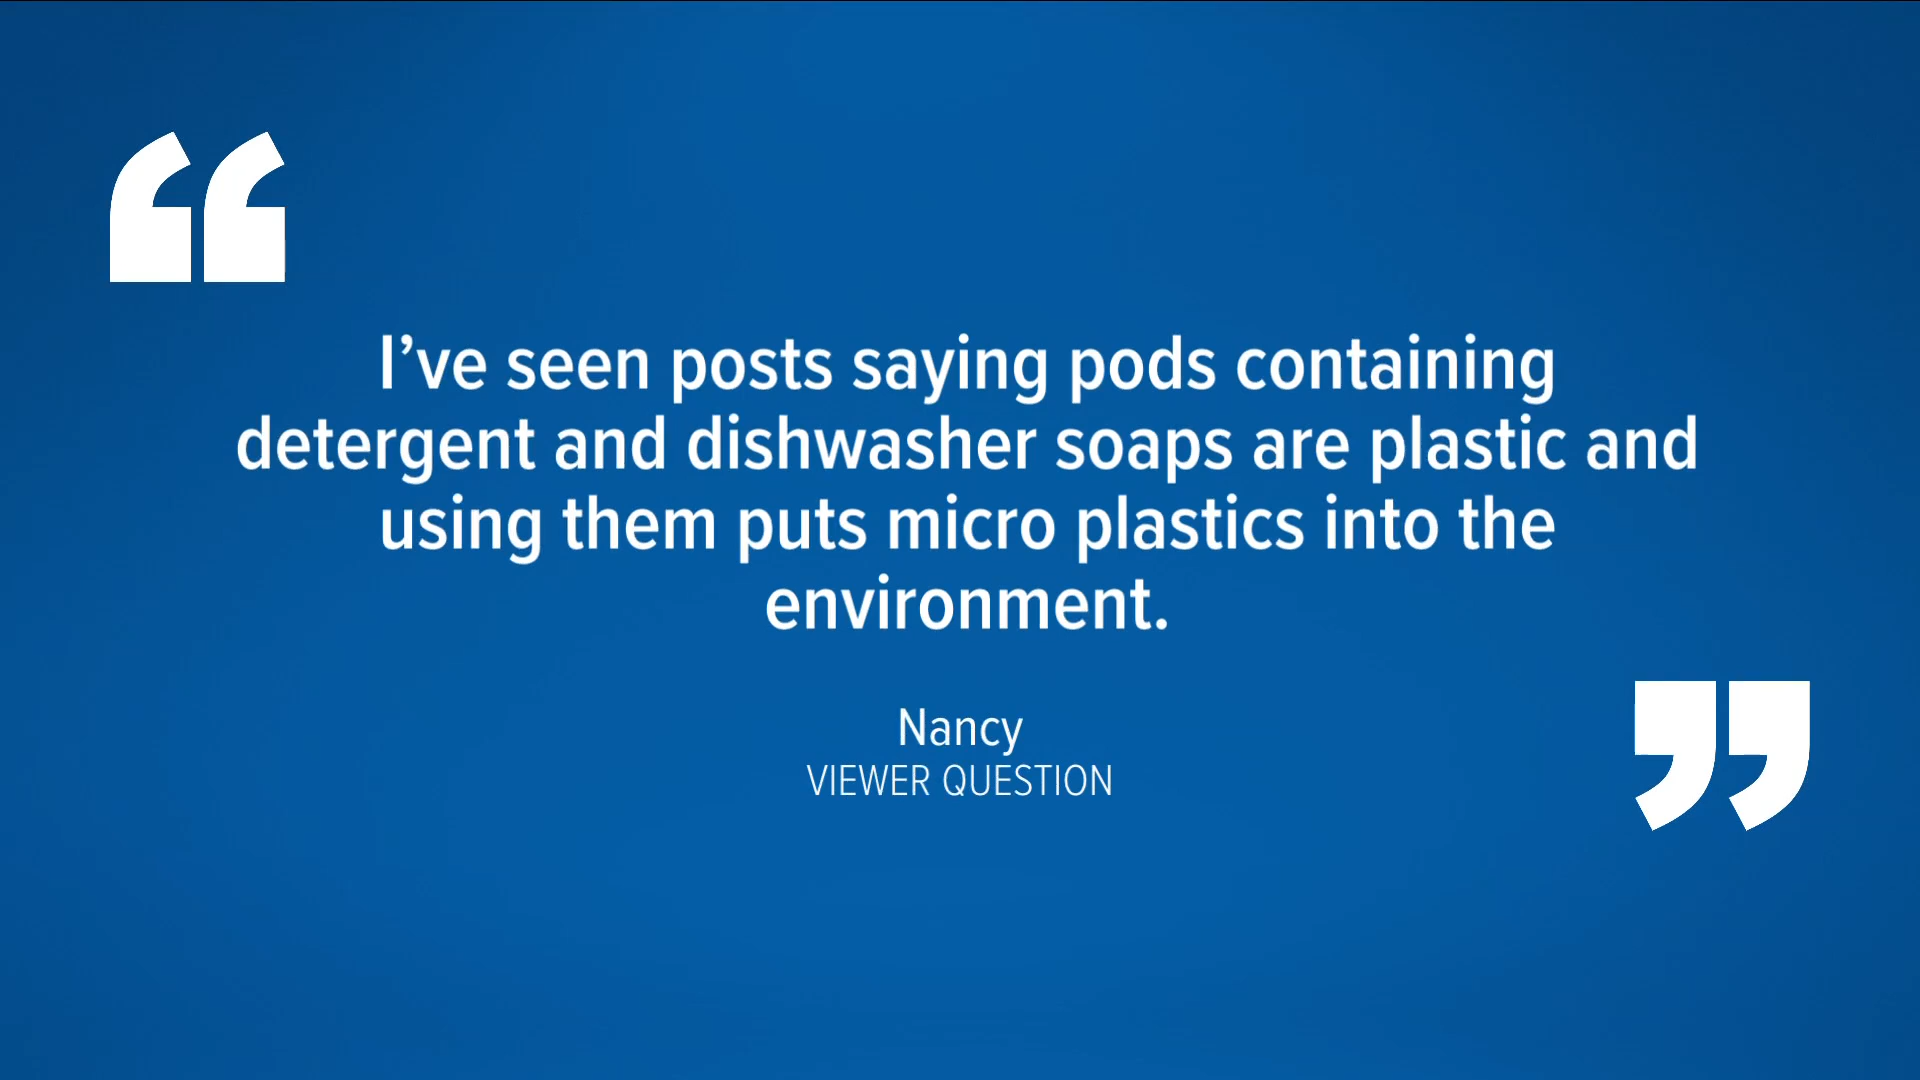 “
I’ve seen posts saying pods containing
detergent and dishwasher soaps are plastic and
using them puts micro plastics into the
environment.
”
Nancy
VIEWER QUESTION